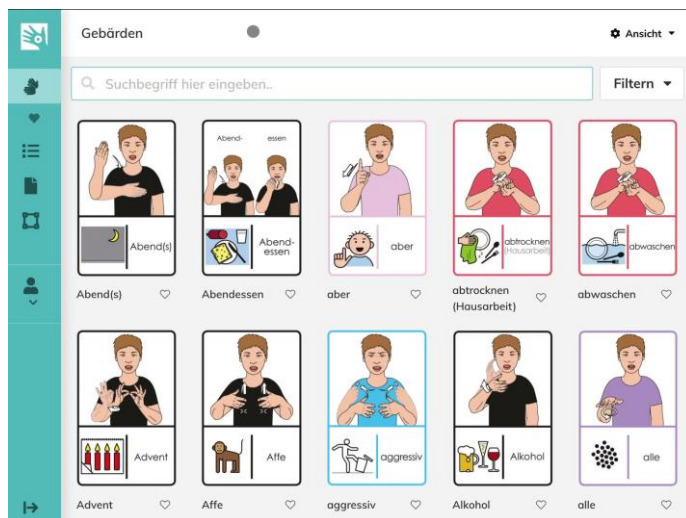 Gebärden
Ansicht
Suchbegriff hier eingeben..
Filtern
Abend- essen
Abend(s)
Abend-
essen
aber
abtrocknen
(Hausarbeit)
abwaschen
Abend(s)
Abendessen
aber
abtrocknen
(Hausarbeit)
abwaschen
Advent
Affe
aggressiv
Alkohol
alle
Advent
Affe
aggressiv
Alkohol
alle